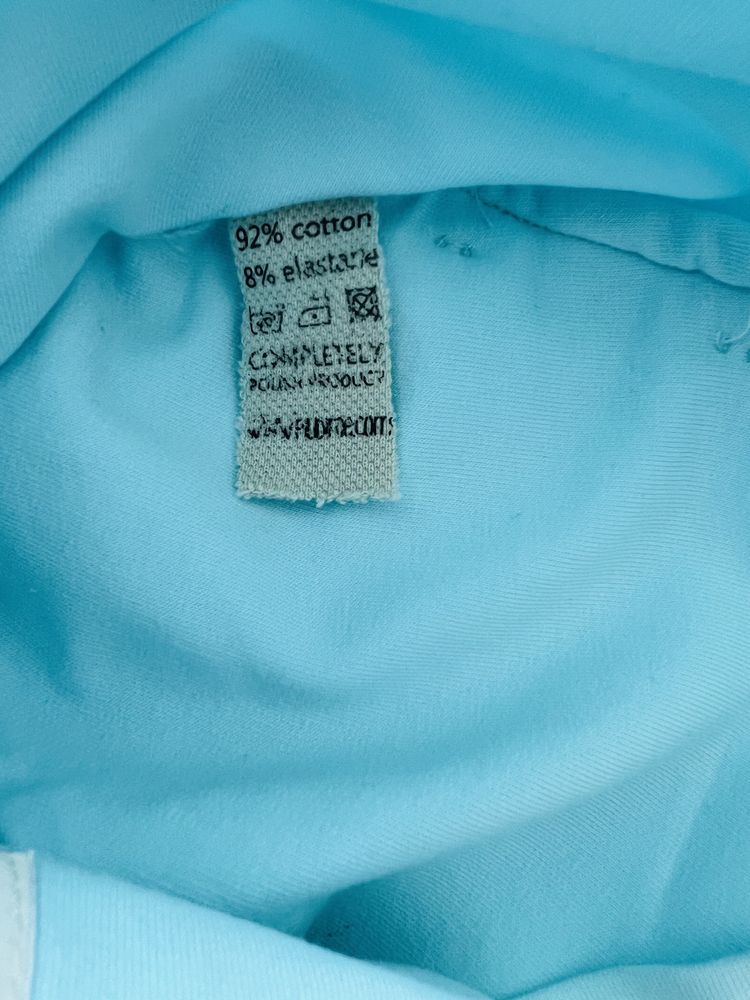 92% cotton
8% elastane
COMPLETELY
POLISH PRODUCT